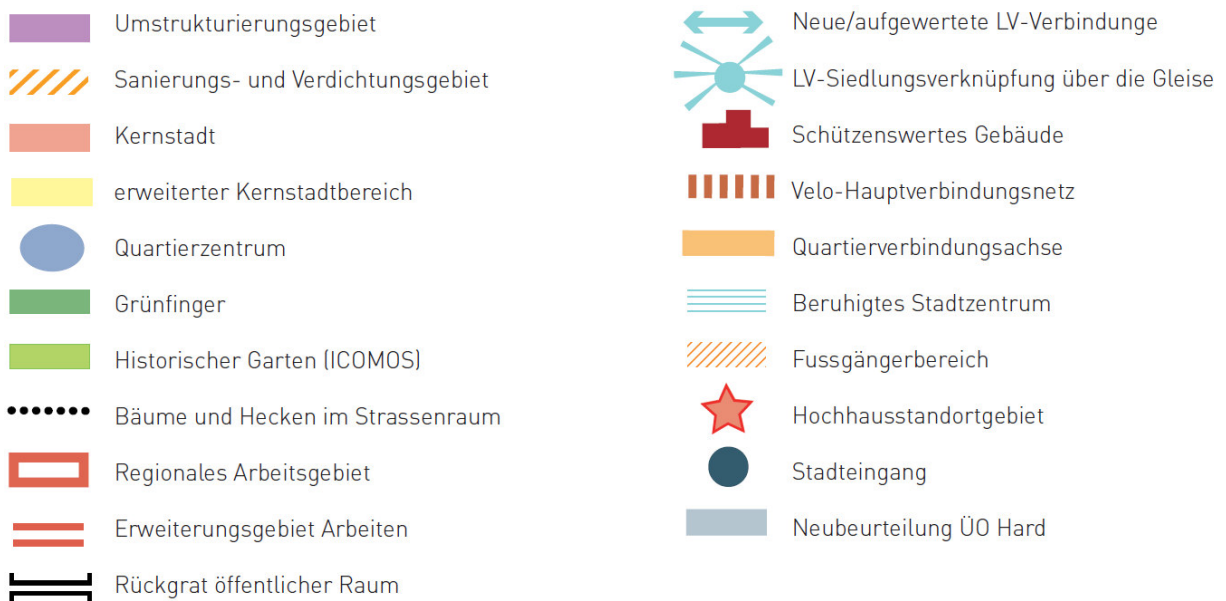 Umstrukturierungsgebiet
Sanierungs- und Verdichtungsgebiet
Kernstadt
erweiterter Kernstadtbereich
Quartierzentrum
Grünfinger
Historischer Garten (ICOMOS)
Bäume und Hecken im Strassenraum
Regionales Arbeitsgebiet
Erweiterungsgebiet Arbeiten
Rückgrat öffentlicher Raum
Neue/aufgewertete LV-Verbindunge
LV-Siedlungsverknüpfung über die Gleise
Schützenswertes Gebäude
Velo-Hauptverbindungsnetz
Quartierverbindungsachse
Beruhigtes Stadtzentrum
Fussgängerbereich
Hochhausstandortgebiet
Stadteingang
Neubeurteilung ÜO Hard